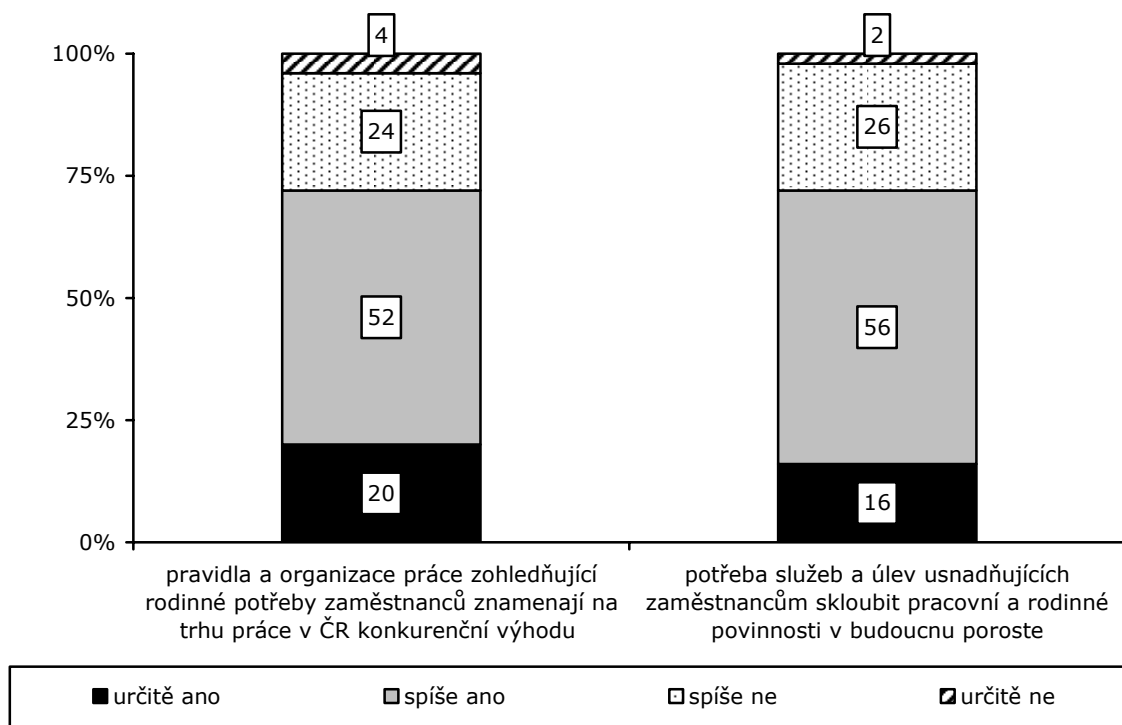 4
2
100%
24
26
75%
50%
52
56
25%
20
16
0%
pravidla a organizace práce zohledňující
rodinné potřeby zaměstnanců znamenají na
trhu práce v ČR konkurenční výhodu
potřeba služeb a úlev usnadňujících
zaměstnancům skloubit pracovní a rodinné
povinnosti v budoucnu poroste
určitě ano
spíše ano
spíše ne
určitě ne